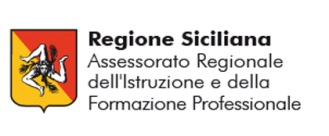 Regione Siciliana
Assessorato Regionale
dell'Istruzione e della
Formazione Professionale